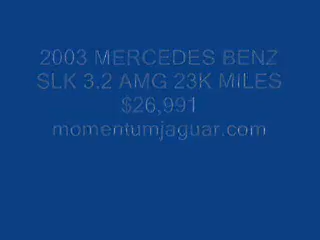 2003 MERCEDES BENZ
SLK 3.2 AMG 23K MILES
$26,991
momentumjaguar.com